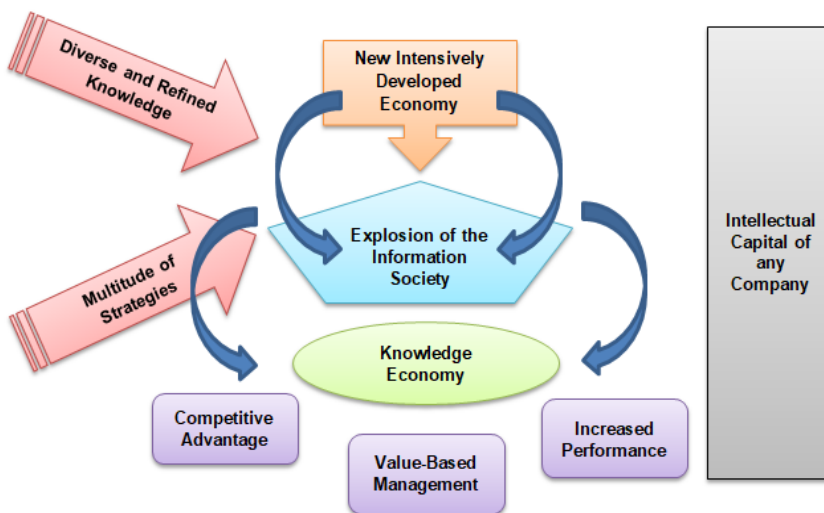 Diverse and Refined
Knowledge
New Intensively
Developed
Economy
Multitude of
Strategies
Explosion of the
Information
Society
Intellectual
Capital of
any
Company
Knowledge
Economy
Competitive
Advantage
Value-Based
Management
Increased
Performance